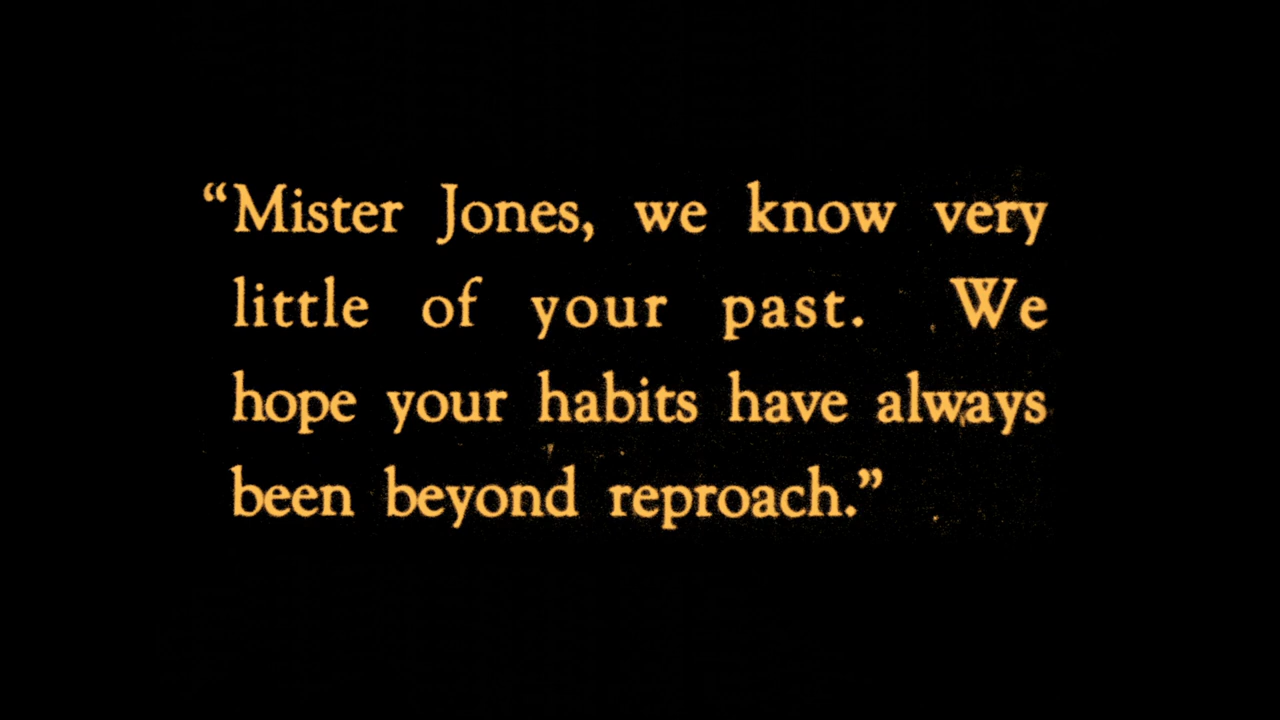 “Mister Jones, we know very
little of your past. We
hope your habits have always
been beyond reproach.”